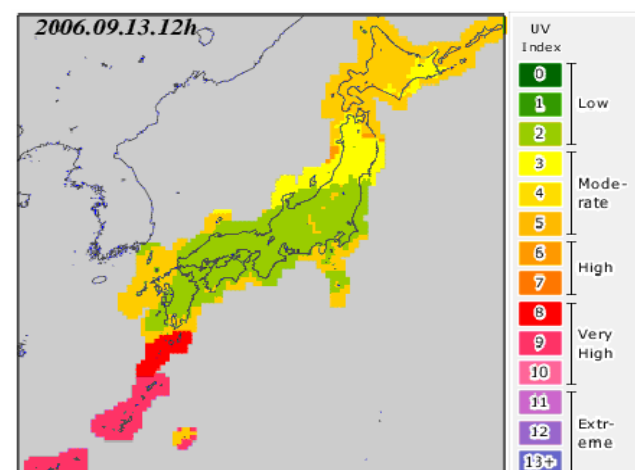 2006.09.13.12h
UV
Index
0
1
Low
2
3
4
Mode-
rate
5
6
High
7
8
Very
High
9
10
11
12
Extr-
eme
13+